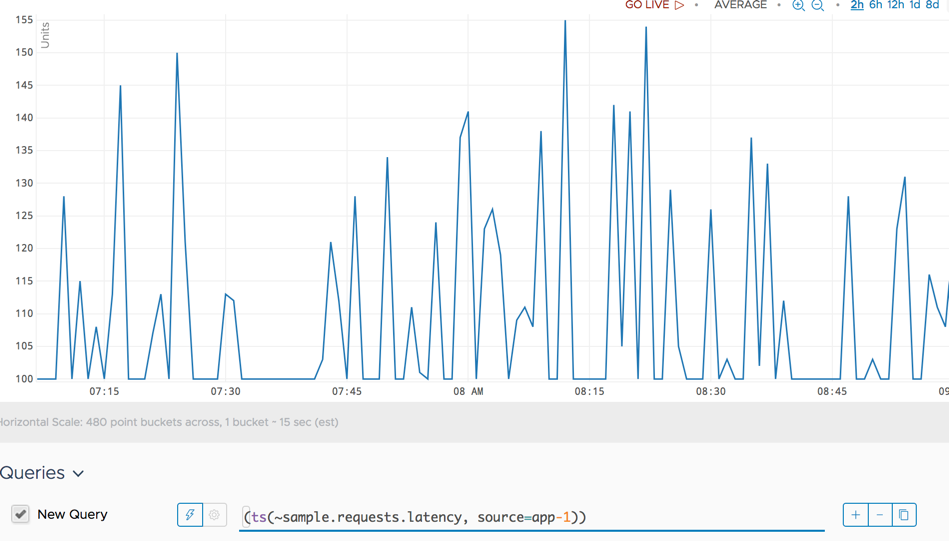 GO LIVE • AVERAGE • • 2h 6h 12h 1d 8d
Units
155
150
145
140
135
130
125
120
115
110
105
100
07:15 07:30 07:45 08 AM 08:15 08:30 08:45 09
Horizontal Scale: 480 point buckets across, 1 bucket ~ 15 sec (est)
Queries
New Query
(ts(~sample.requests.latency, source=app-1))
+ -